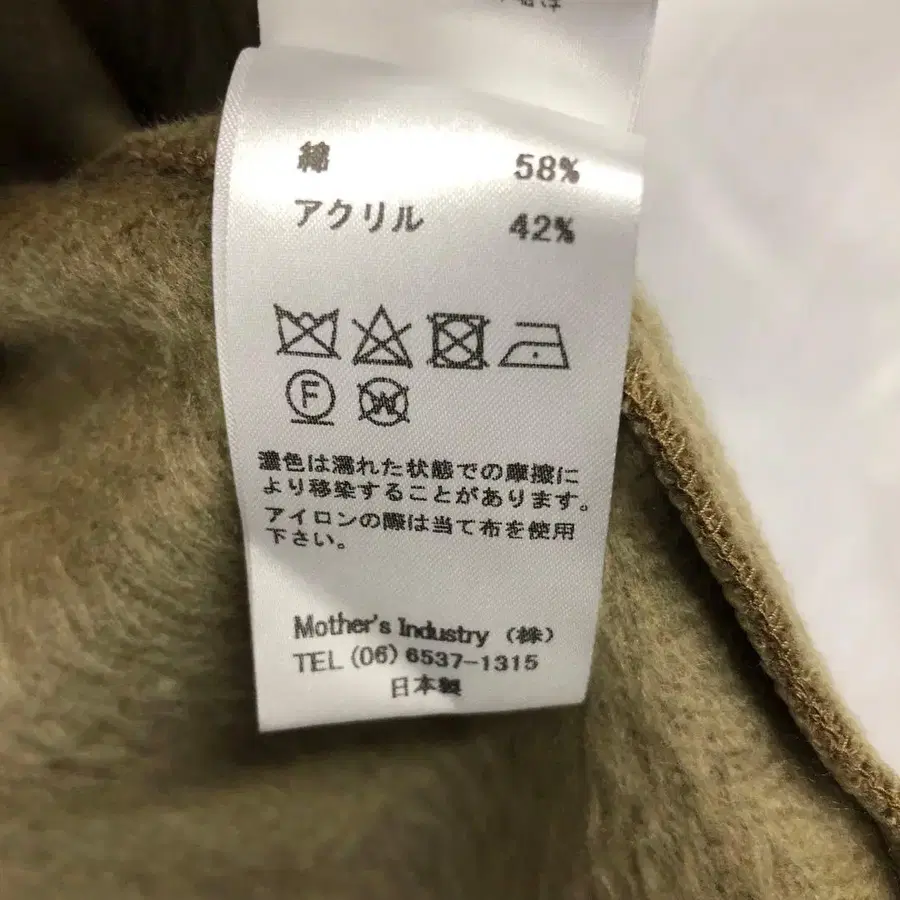 綿 58%
アクリル 42%
F
W
濃色は濡れた状態での摩擦に
より移染することがあります。
アイロンの際は当て布を使用
下さい。
Mother's Industry (株)
TEL (06) 6537-1315
日本製